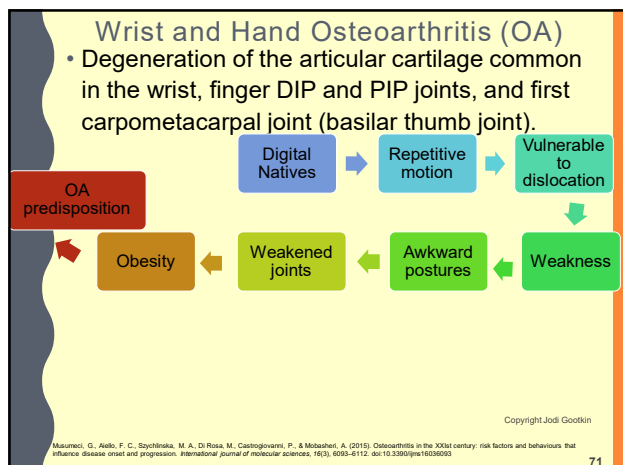 Wrist and Hand Osteoarthritis (OA)
• Degeneration of the articular cartilage common
in the wrist, finger DIP and PIP joints, and first
carpometacarpal joint (basilar thumb joint).
Digital
Natives
Repetitive
motion
Vulnerable
to
dislocation
Weakness
Awkward
postures
Weakened
joints
Obesity
OA
predisposition
Copyright Jodi Gootkin
Musumeci, G., Aiello, F. C., Szychlinska, M. A., Di Rosa, M., Castrogiovanni, P., & Mobasheri, A. (2015). Osteoarthritis in the XXIst century: risk factors and behaviours that
influence disease onset and progression. International journal of molecular sciences, 16(3), 6093–6112. doi:10.3390/ijms16036093
71